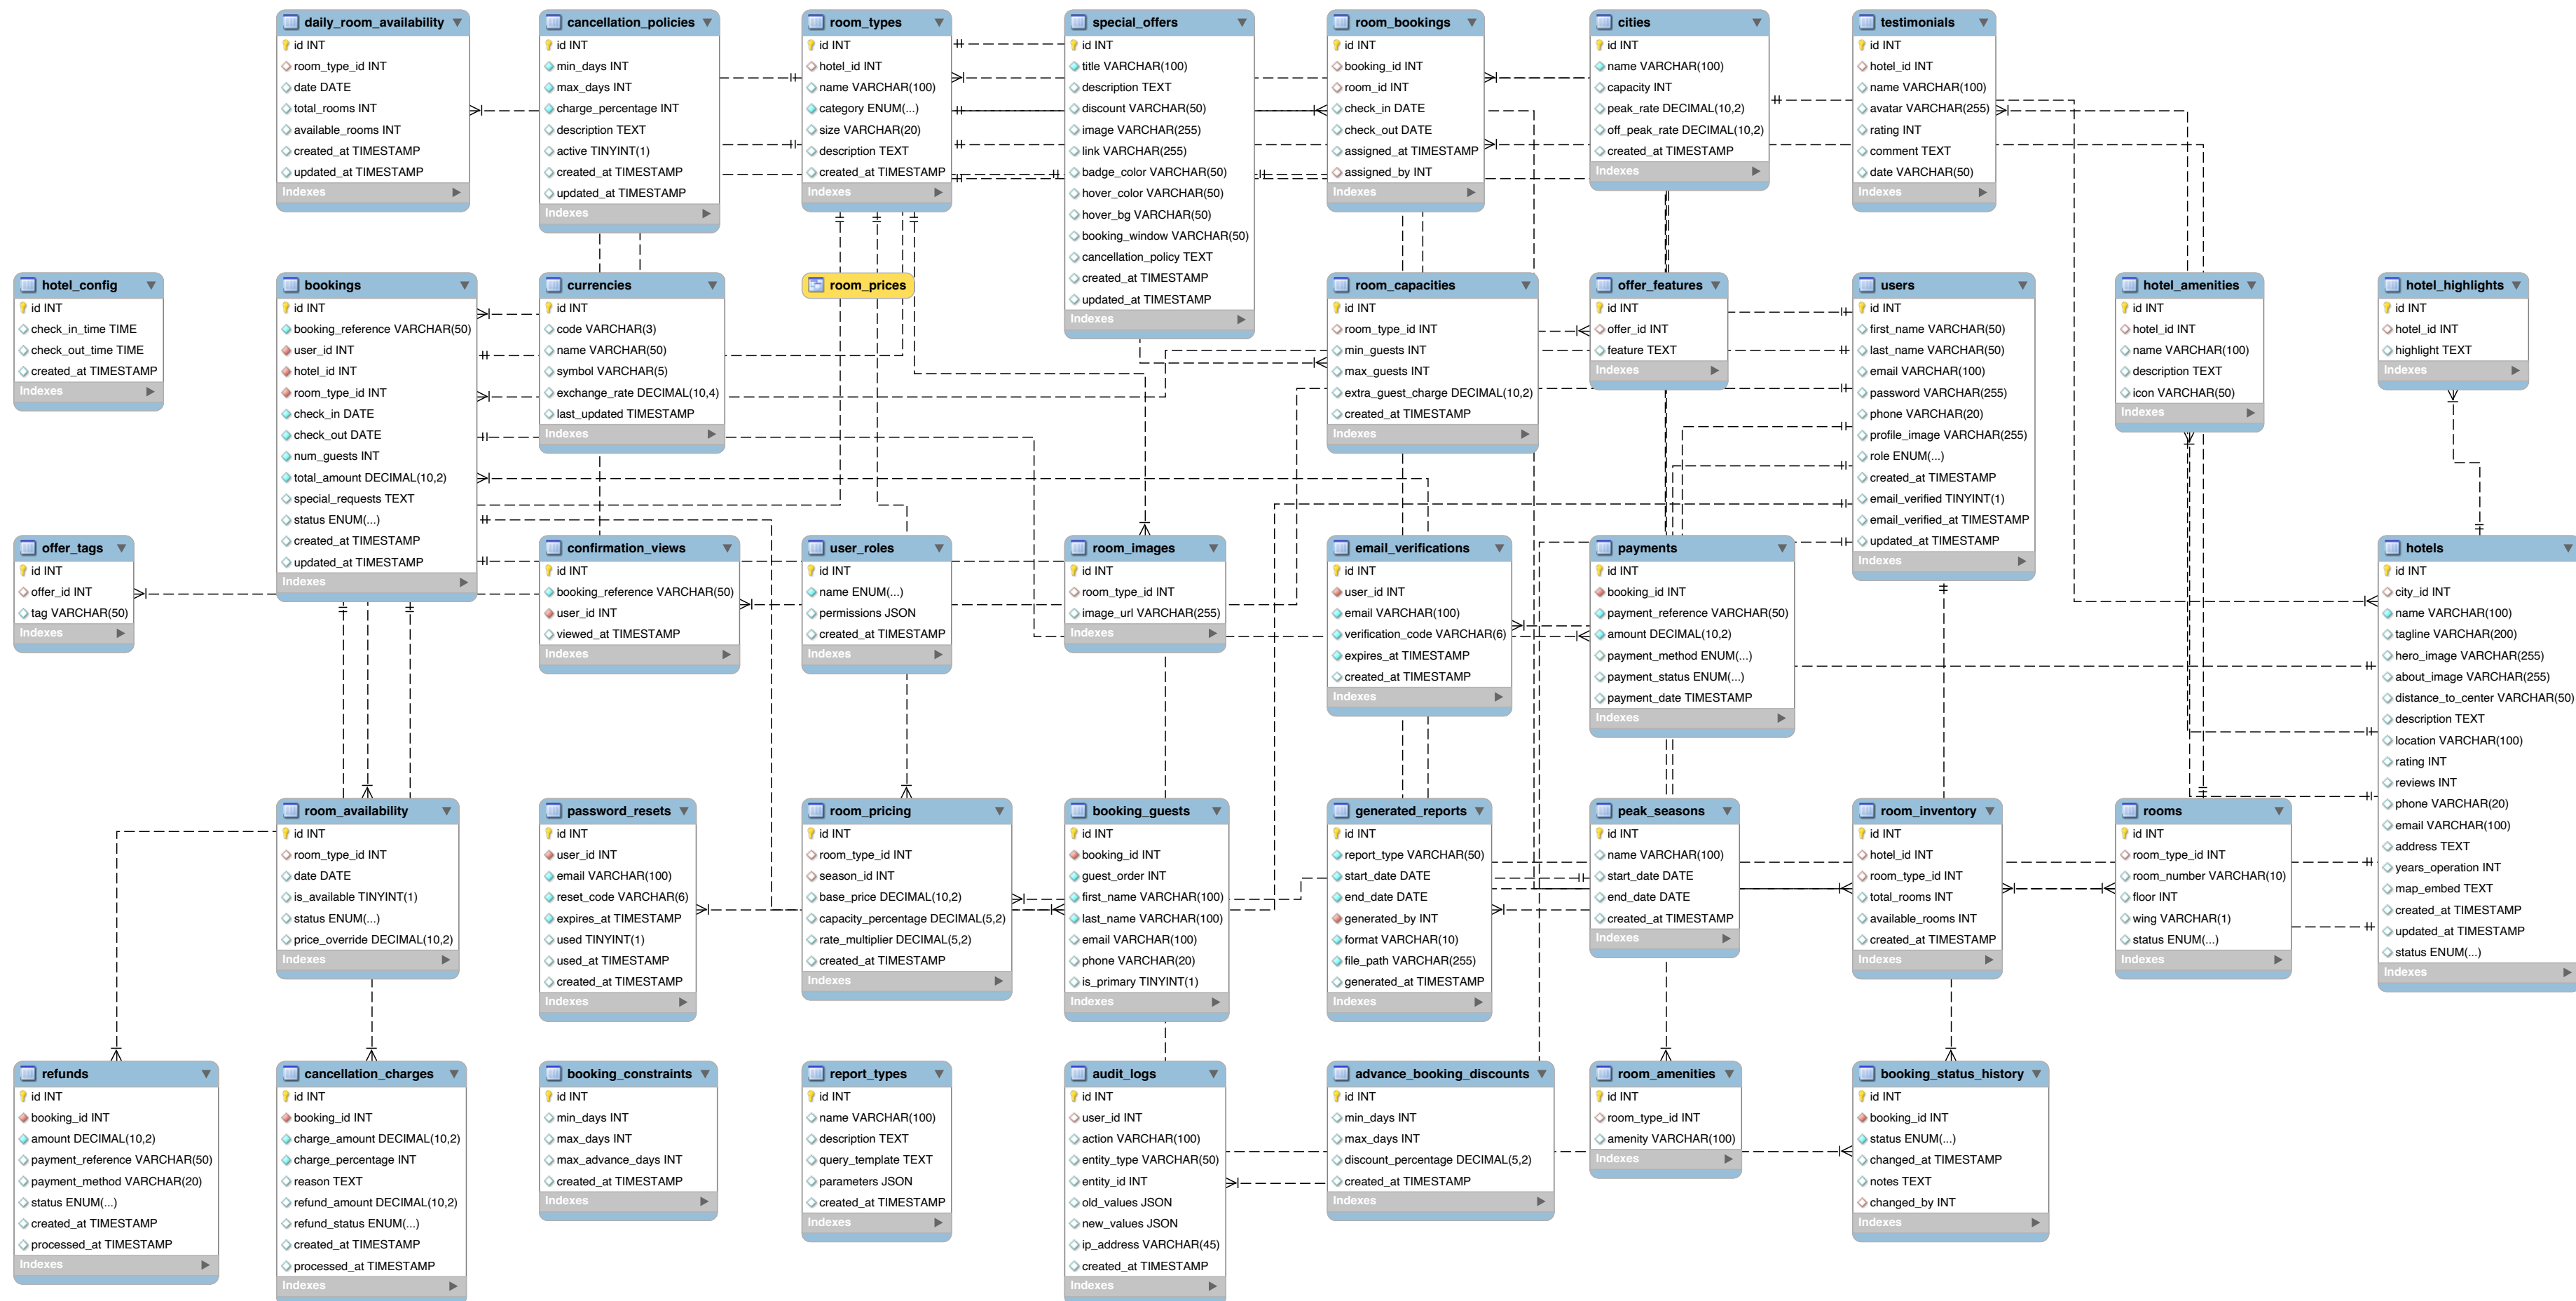 daily_room_availability
id INT
room_type_id INT
date DATE
total_rooms INT
available_rooms INT
created_at TIMESTAMP
updated_at TIMESTAMP
Indexes
cancellation_policies
id INT
min_days INT
max_days INT
charge_percentage INT
description TEXT
active TINYINT(1)
created_at TIMESTAMP
updated_at TIMESTAMP
Indexes
room_types
id INT
hotel_id INT
name VARCHAR(100)
category ENUM(...)
size VARCHAR(20)
description TEXT
created_at TIMESTAMP
Indexes
special_offers
id INT
title VARCHAR(100)
description TEXT
discount VARCHAR(50)
image VARCHAR(255)
link VARCHAR(255)
badge_color VARCHAR(50)
hover_color VARCHAR(50)
hover_bg VARCHAR(50)
booking_window VARCHAR(50)
cancellation_policy TEXT
created_at TIMESTAMP
updated_at TIMESTAMP
Indexes
room_bookings
id INT
booking_id INT
room_id INT
check_in DATE
check_out DATE
assigned_at TIMESTAMP
assigned_by INT
Indexes
cities
id INT
name VARCHAR(100)
capacity INT
peak_rate DECIMAL(10,2)
off_peak_rate DECIMAL(10,2)
created_at TIMESTAMP
Indexes
testimonials
id INT
hotel_id INT
name VARCHAR(100)
avatar VARCHAR(255)
rating INT
comment TEXT
date VARCHAR(50)
Indexes
hotel_config
id INT
check_in_time TIME
check_out_time TIME
created_at TIMESTAMP
Indexes
bookings
id INT
booking_reference VARCHAR(50)
user_id INT
hotel_id INT
room_type_id INT
check_in DATE
check_out DATE
num_guests INT
total_amount DECIMAL(10,2)
special_requests TEXT
status ENUM(...)
created_at TIMESTAMP
updated_at TIMESTAMP
Indexes
currencies
id INT
code VARCHAR(3)
name VARCHAR(50)
symbol VARCHAR(5)
exchange_rate DECIMAL(10,4)
last_updated TIMESTAMP
Indexes
room_prices
room_capacities
id INT
room_type_id INT
min_guests INT
max_guests INT
extra_guest_charge DECIMAL(10,2)
created_at TIMESTAMP
Indexes
offer_features
id INT
offer_id INT
feature TEXT
Indexes
users
id INT
first_name VARCHAR(50)
last_name VARCHAR(50)
email VARCHAR(100)
password VARCHAR(255)
phone VARCHAR(20)
profile_image VARCHAR(255)
role ENUM(...)
created_at TIMESTAMP
email_verified TINYINT(1)
email_verified_at TIMESTAMP
updated_at TIMESTAMP
Indexes
hotel_amenities
id INT
hotel_id INT
name VARCHAR(100)
description TEXT
icon VARCHAR(50)
Indexes
hotel_highlights
id INT
hotel_id INT
highlight TEXT
Indexes
offer_tags
id INT
offer_id INT
tag VARCHAR(50)
Indexes
confirmation_views
id INT
booking_reference VARCHAR(50)
user_id INT
viewed_at TIMESTAMP
Indexes
user_roles
id INT
name ENUM(...)
permissions JSON
created_at TIMESTAMP
Indexes
room_images
id INT
room_type_id INT
image_url VARCHAR(255)
Indexes
email_verifications
id INT
user_id INT
email VARCHAR(100)
verification_code VARCHAR(6)
expires_at TIMESTAMP
created_at TIMESTAMP
Indexes
payments
id INT
booking_id INT
payment_reference VARCHAR(50)
amount DECIMAL(10,2)
payment_method ENUM(...)
payment_status ENUM(...)
payment_date TIMESTAMP
Indexes
hotels
id INT
city_id INT
name VARCHAR(100)
tagline VARCHAR(200)
hero_image VARCHAR(255)
about_image VARCHAR(255)
distance_to_center VARCHAR(50)
description TEXT
location VARCHAR(100)
rating INT
reviews INT
phone VARCHAR(20)
email VARCHAR(100)
address TEXT
years_operation INT
map_embed TEXT
created_at TIMESTAMP
updated_at TIMESTAMP
status ENUM(...)
Indexes
room_availability
id INT
room_type_id INT
date DATE
is_available TINYINT(1)
status ENUM(...)
price_override DECIMAL(10,2)
Indexes
password_resets
id INT
user_id INT
email VARCHAR(100)
reset_code VARCHAR(6)
expires_at TIMESTAMP
used TINYINT(1)
used_at TIMESTAMP
created_at TIMESTAMP
Indexes
room_pricing
id INT
room_type_id INT
season_id INT
base_price DECIMAL(10,2)
capacity_percentage DECIMAL(5,2)
rate_multiplier DECIMAL(5,2)
created_at TIMESTAMP
Indexes
booking_guests
id INT
booking_id INT
guest_order INT
first_name VARCHAR(100)
last_name VARCHAR(100)
email VARCHAR(100)
phone VARCHAR(20)
is_primary TINYINT(1)
Indexes
generated_reports
id INT
report_type VARCHAR(50)
start_date DATE
end_date DATE
generated_by INT
format VARCHAR(10)
file_path VARCHAR(255)
generated_at TIMESTAMP
Indexes
peak_seasons
id INT
name VARCHAR(100)
start_date DATE
end_date DATE
created_at TIMESTAMP
Indexes
room_inventory
id INT
hotel_id INT
room_type_id INT
total_rooms INT
available_rooms INT
created_at TIMESTAMP
Indexes
rooms
id INT
room_type_id INT
room_number VARCHAR(10)
floor INT
wing VARCHAR(1)
status ENUM(...)
Indexes
refunds
id INT
booking_id INT
amount DECIMAL(10,2)
payment_reference VARCHAR(50)
payment_method VARCHAR(20)
status ENUM(...)
created_at TIMESTAMP
processed_at TIMESTAMP
Indexes
cancellation_charges
id INT
booking_id INT
charge_amount DECIMAL(10,2)
charge_percentage INT
reason TEXT
refund_amount DECIMAL(10,2)
refund_status ENUM(...)
created_at TIMESTAMP
processed_at TIMESTAMP
Indexes
booking_constraints
id INT
min_days INT
max_days INT
max_advance_days INT
created_at TIMESTAMP
Indexes
report_types
id INT
name VARCHAR(100)
description TEXT
query_template TEXT
parameters JSON
created_at TIMESTAMP
Indexes
audit_logs
id INT
user_id INT
action VARCHAR(100)
entity_type VARCHAR(50)
entity_id INT
old_values JSON
new_values JSON
ip_address VARCHAR(45)
created_at TIMESTAMP
Indexes
advance_booking_discounts
id INT
min_days INT
max_days INT
discount_percentage DECIMAL(5,2)
created_at TIMESTAMP
Indexes
room_amenities
id INT
room_type_id INT
amenity VARCHAR(100)
Indexes
booking_status_history
id INT
booking_id INT
status ENUM(...)
changed_at TIMESTAMP
notes TEXT
changed_by INT
Indexes